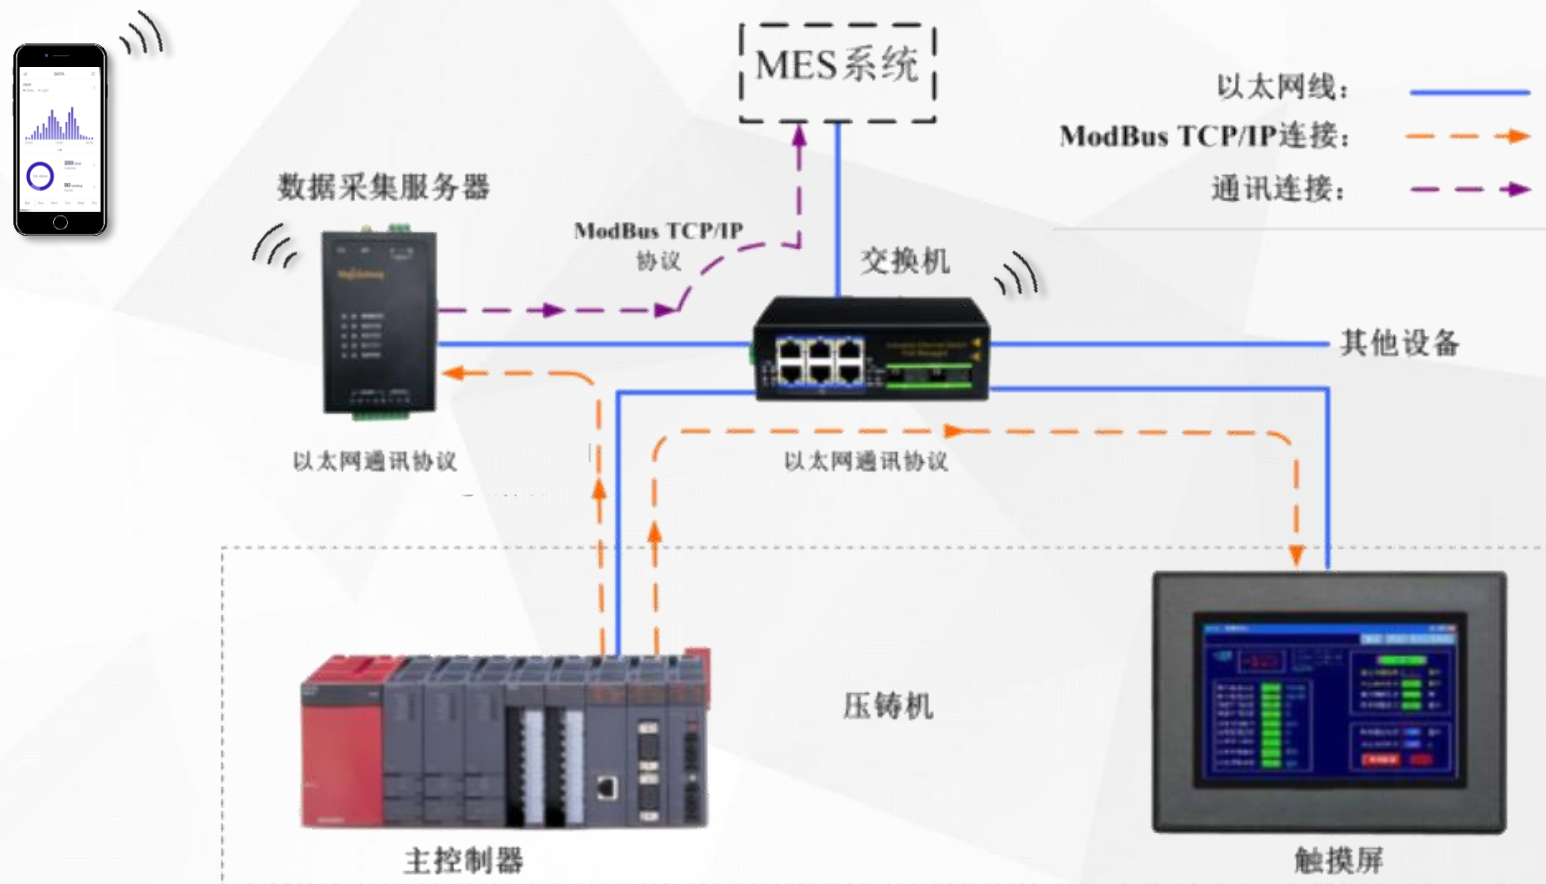 MES系统
以太网线：
ModBus TCP/IP连接：
通讯连接：
DATA
数据采集服务器
ModBus TCP/IP
协议
交换机
其他设备
以太网通讯协议
以太网通讯协议
压铸机
主控制器
触摸屏